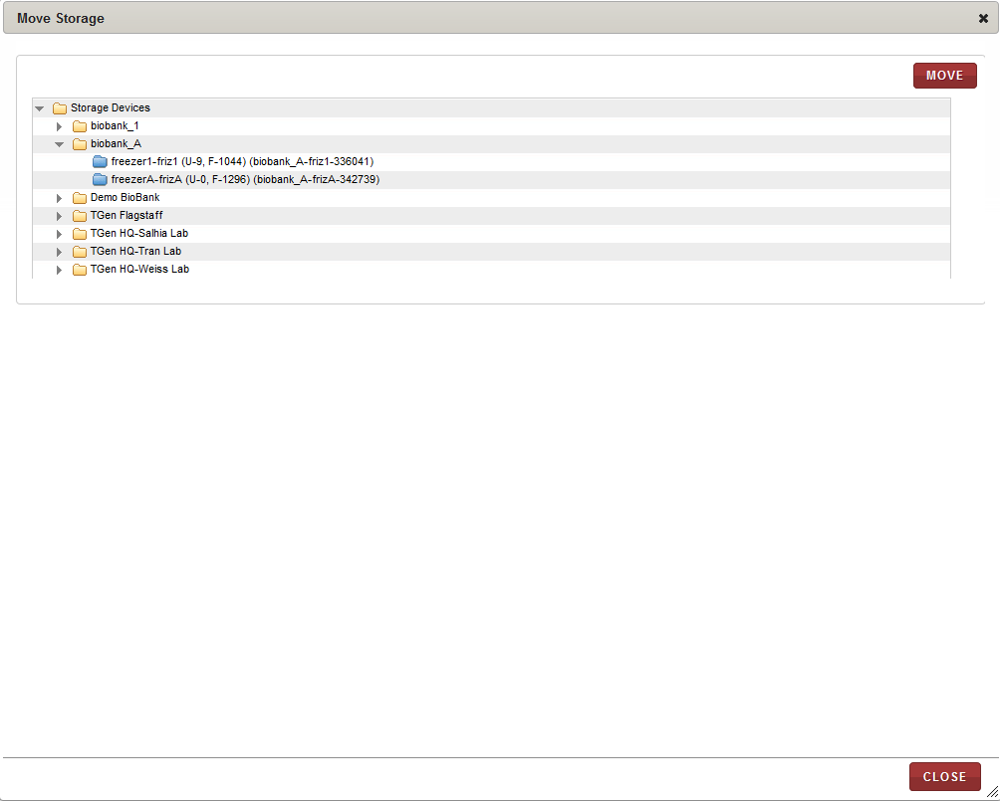 Move Storage
MOVE
Storage Devices
biobank_1
biobank_A
freezer1-friz1 (U-9, F-1044) (biobank_A-friz1-336041)
freezerA-frizA (U-0, F-1296) (biobank_A-frizA-342739)
Demo BioBank
TGen Flagstaff
TGen HQ-Salhia Lab
TGen HQ-Tran Lab
TGen HQ-Weiss Lab
CLOSE